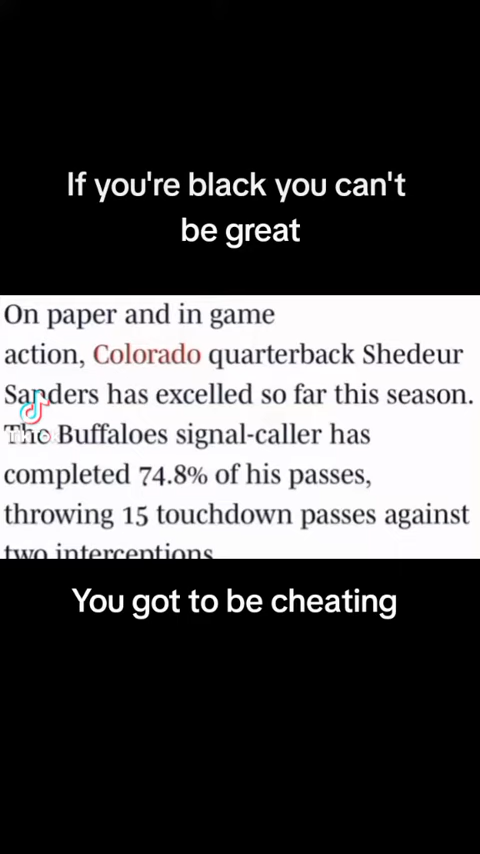 If you're black you can't
be great
On paper and in game
action, Colorado quarterback Shedeur
Sanders has excelled so far this season.
The Buffaloes signal-caller has
completed 74.8% of his passes,
throwing 15 touchdown passes against
two interceptions
You got to be cheating